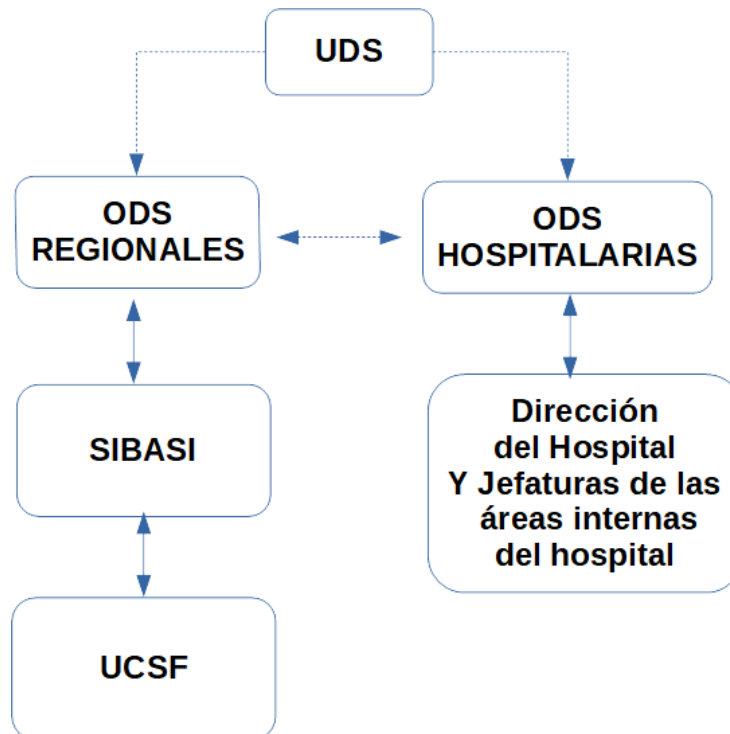 UDS
ODS
REGIONALES
ODS
HOSPITALARIAS
SIBASI
Dirección
del Hospital
Y Jefaturas de las
áreas internas
del hospital
UCSF